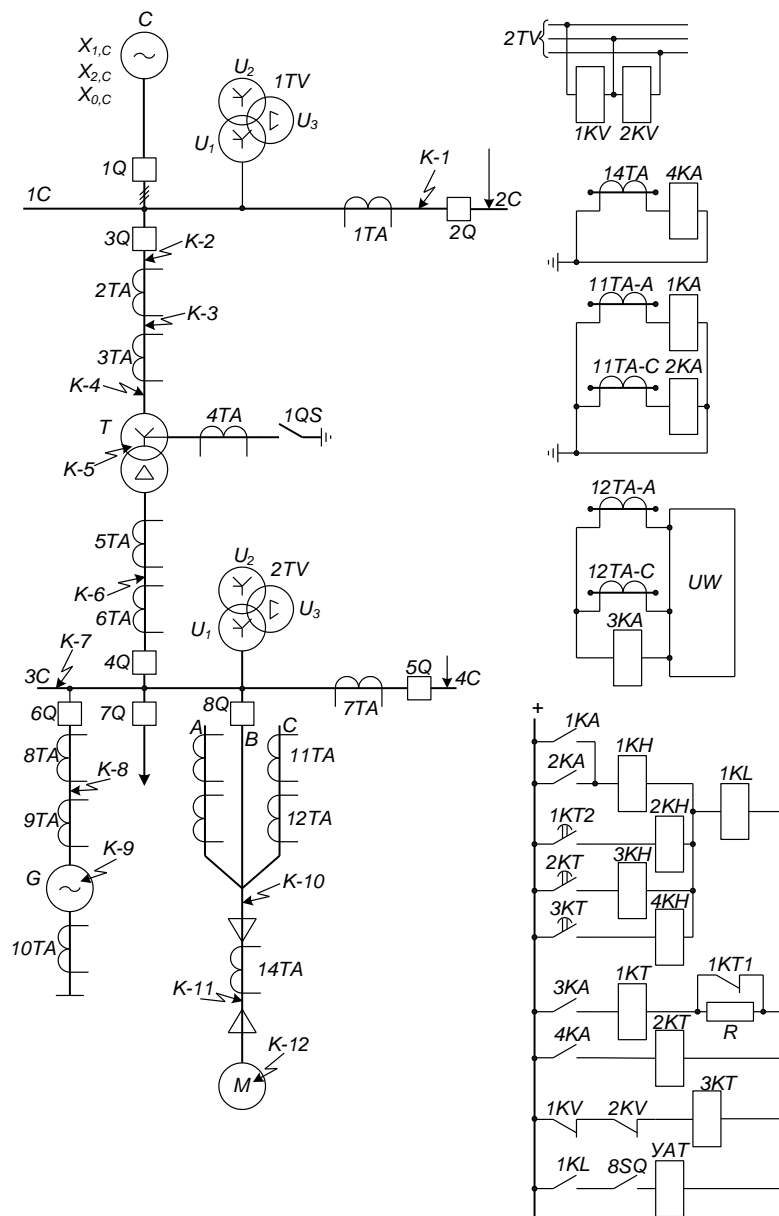 C
X1,C
X2,C
X0,C
U2
1TV
U1
U3
1Q
1C
K-1
2C
1TA
2Q
3Q
K-2
2TA
K-3
3TA
K-4
T
4TA
1QS
K-5
5TA
K-6
6TA
U2
2TV
U1
U3
K-7
4Q
3C
5Q
4C
7TA
6Q
7Q
8Q
A
B
C
8TA
11TA
K-8
9TA
12TA
K-9
G
K-10
10TA
14TA
K-11
K-12
M
2TV
1KV
2KV
14TA
4KA
11TA-A
1KA
11TA-C
2KA
12TA-A
12TA-C
UW
3KA
+
1KA
1KH
2KA
1KL
1KT2
2KH
2KT
3KH
3KT
4KH
1KT
1KT1
3KA
R
4KA
2KT
3KT
1KV
2KV
УАТ
1KL
8SQ